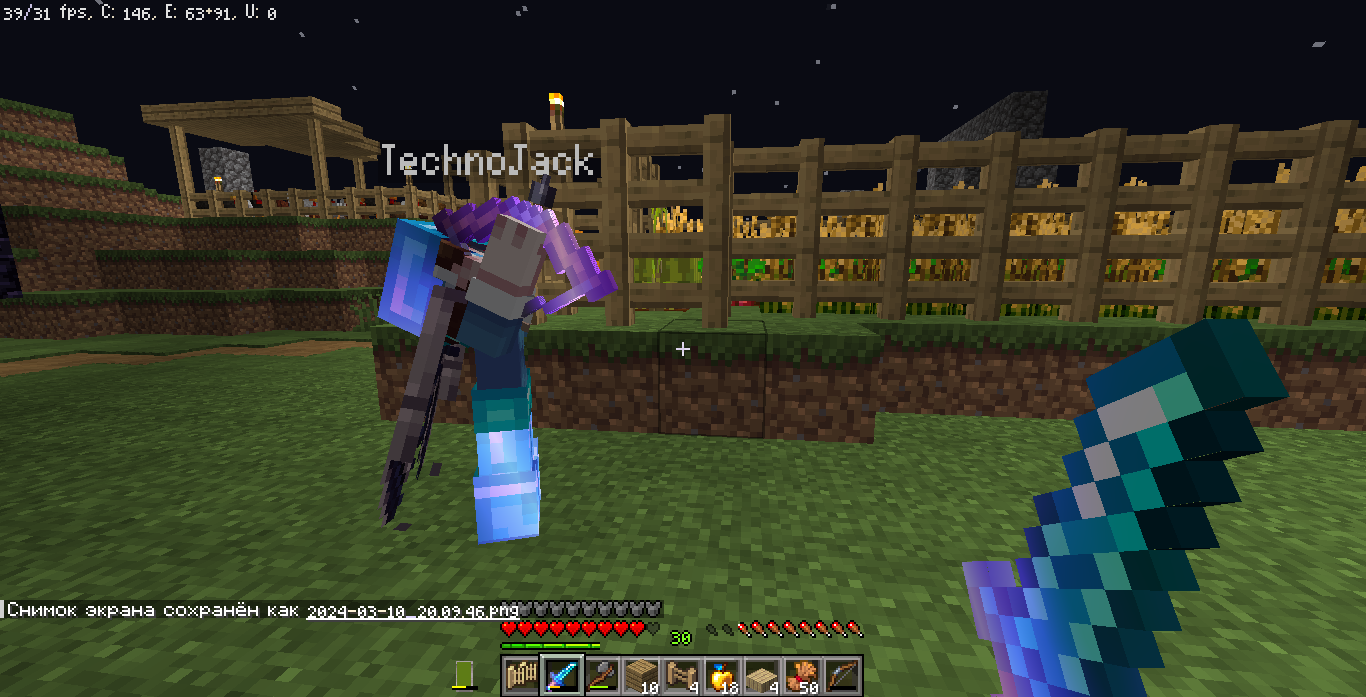 39/31 fps, C: 146, E: 63+91, U: 0
TechnoJack
Снимок экрана сохранён как 2024-03-10_20.09.46.png
30
10 4 18 4 50